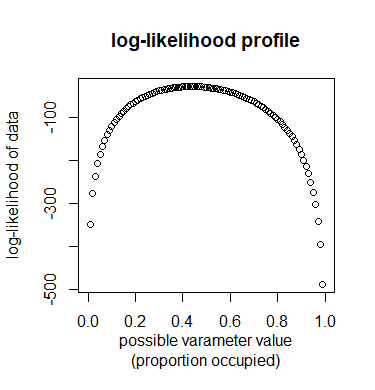 log-likelihood profile
log-likelihood of data
-100
-300
-500
0.0 0.2 0.4 0.6 0.8 1.0
possible varameter value
(proportion occupied)